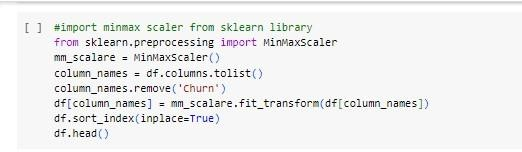 [ ] #import minmax scaler from sklearn library
from sklearn.preprocessing import MinMaxScaler
mm_scalare = MinMaxScaler()
column_names = df.columns.tolist()
column_names.remove('Churn')
df[column_names] = mm_scalare.fit_transform(df[column_names])
df.sort_index(inplace=True)
df.head()